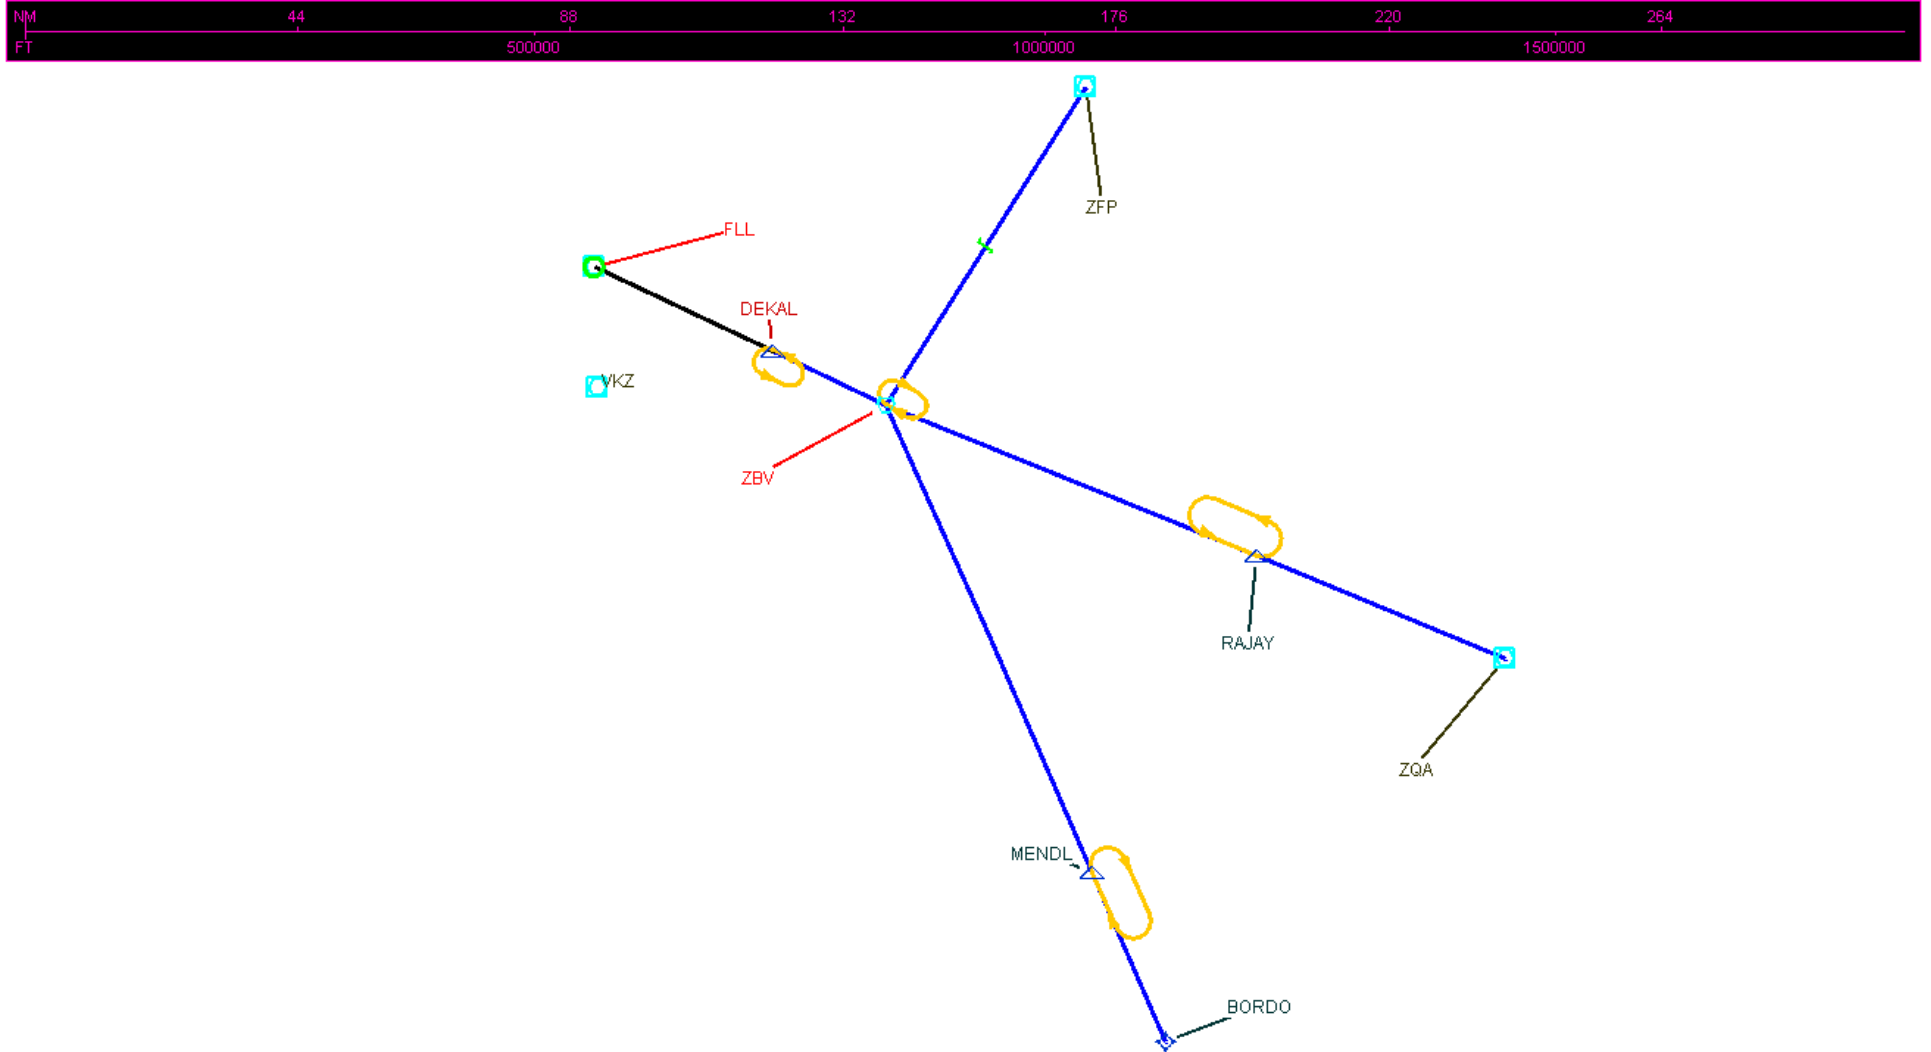 NM 44 88 132 176 220 264
FT 500000 1000000 1500000
ZFP
FLL
DEKAL
VKZ
ZBV
RAJAY
ZQA
MENDL
BORDO